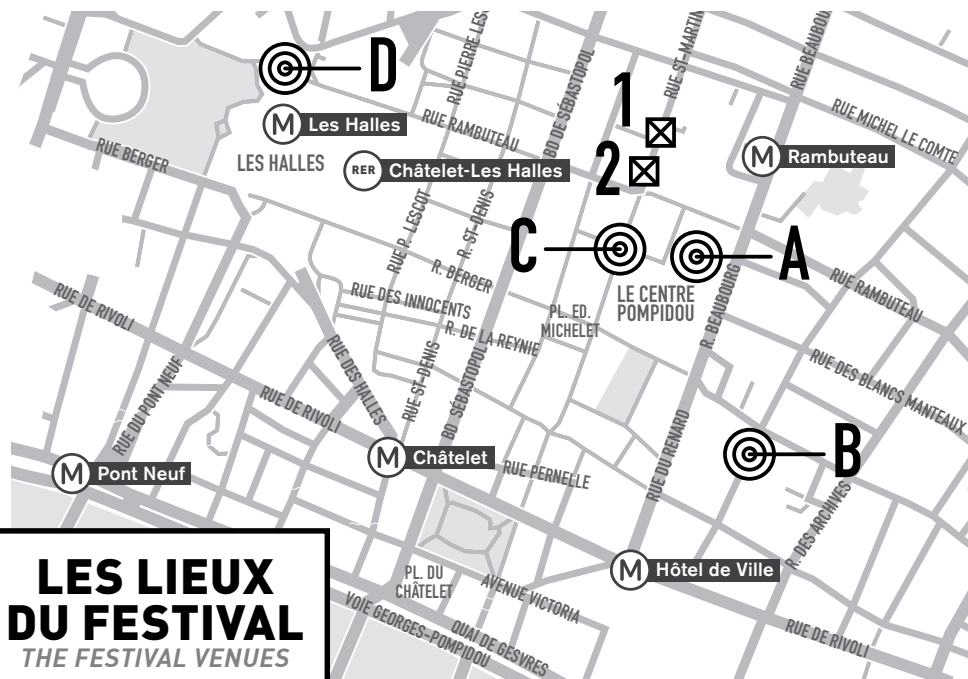 RUE PIERRE LES
RUE ST-MARTIN
RUE BEAUBOU
BD DE SÉBASTOPOL
D
1
M Les Halles
RUE RAMBUTEAU
RUE MICHEL LE COMTE
RUE BERGER
LES HALLES
RER Châtelet-Les Halles
2
M Rambuteau
RUE P. LESCOT
R. ST-DENIS
C
A
R. BERGER
RUE DES INNOCENTS
R. DE LA REYNIE
PL. ED.
MICHELET
LE CENTRE
POMPIDOU
R. BEAUBOURG
RUE RAMBUTEAU
RUE DE RIVOLI
RUE DU PONT NEUF
RUE DES HALLES
RUE ST-DENIS
BD SÉBASTOPOL
RUE DES BLANCS MANTEAUX
RUE DE RIVOLI
M Châtelet
RUE PERNELLE
RUE DU RENARD
B
M Pont Neuf
R. DES ARCHIVES
M Hôtel de Ville
PL. DU
CHÂTELET
AVENUE VICTORIA
VOIE GEORGES-POMPIDOU
QUAI DE GESVRES
RUE DE RIVOLI
LES LIEUX
DU FESTIVAL
THE FESTIVAL VENUES